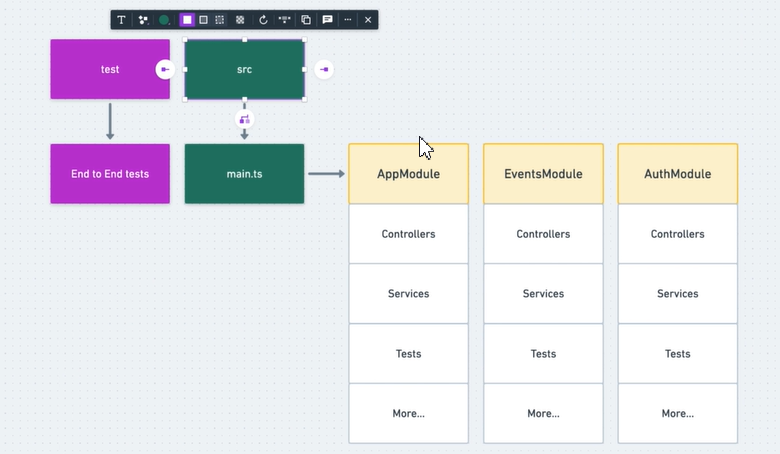 T
test
src
End to End tests
main.ts
AppModule
EventsModule
AuthModule
Controllers
Controllers
Controllers
Services
Services
Services
Tests
Tests
Tests
More...
More...
More...